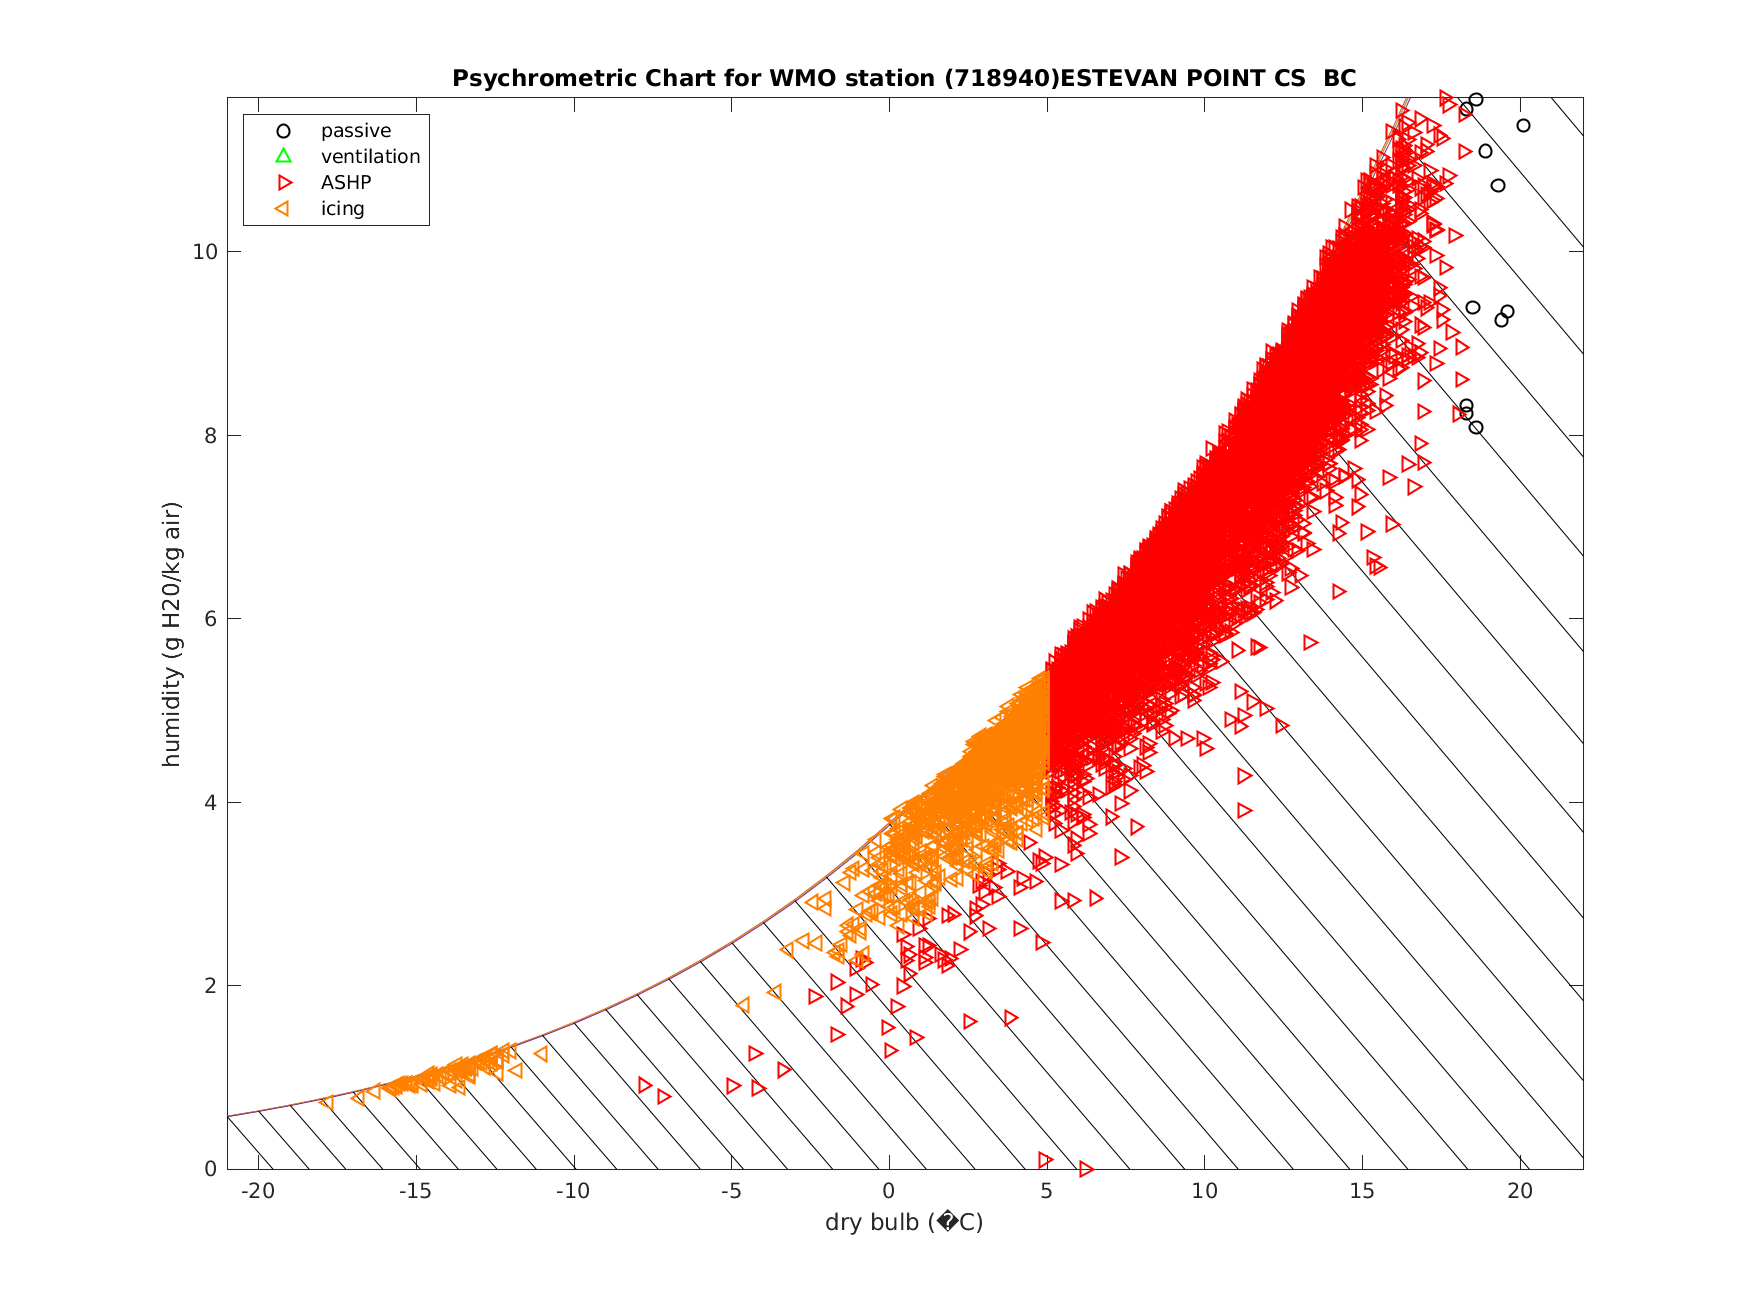 Psychrometric Chart for WMO station (718940)ESTEVAN POINT CS  BC
passive
ventilation
ASHP
icing
10
8
6
4
2
0
humidity (g H20/kg air)
-20 -15 -10 -5 0 5 10 15 20
dry bulb (�C)